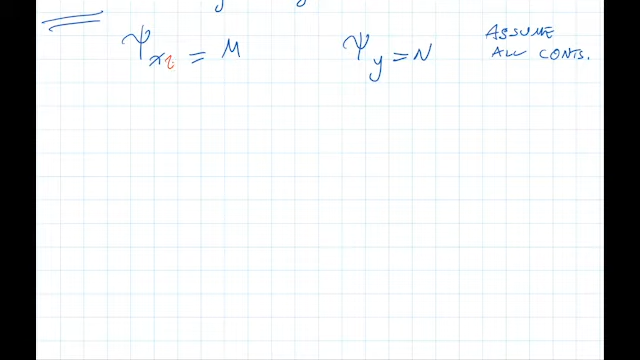 Ψx = M Ψy = N ASSUME
ALL CONTS.